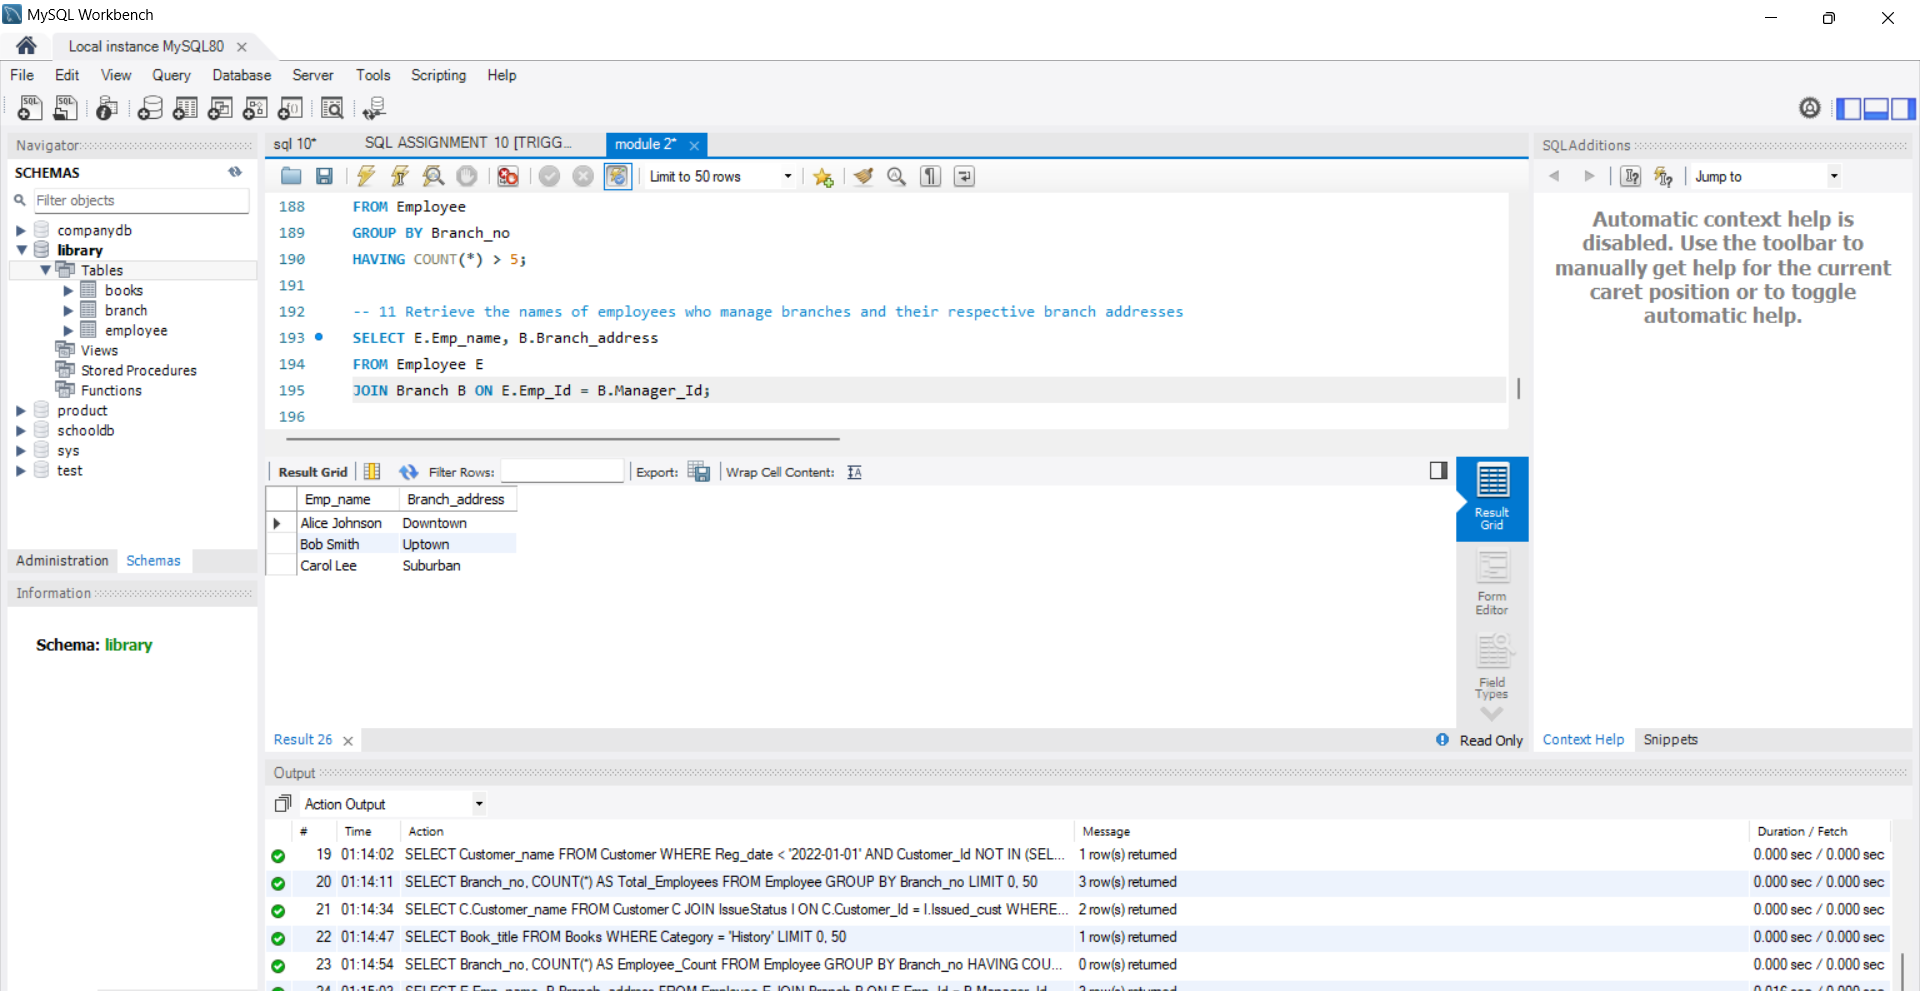 MySQL Workbench
Local instance MySQL80
File Edit View Query Database Server Tools Scripting Help
Navigator
SCHEMAS
Filter objects
companydb
library
Tables
books
branch
employee
Views
Stored Procedures
Functions
product
schooldb
sys
test
Administration Schemas
Information
Schema: library
sql 10* SQL ASSIGNMENT 10 [TRIGG... module 2*
Limit to 50 rows
188 FROM Employee
189 GROUP BY Branch_no
190 HAVING COUNT(*) > 5;
191
192 -- 11 Retrieve the names of employees who manage branches and their respective branch addresses
193 SELECT E.Emp_name, B.Branch_address
194 FROM Employee E
195 JOIN Branch B ON E.Emp_Id = B.Manager_Id;
196
Result Grid Filter Rows: Export: Wrap Cell Content:
Emp_name Branch_address
Alice Johnson Downtown
Bob Smith Uptown
Carol Lee Suburban
Result Grid
Form Editor
Field Types
Result 26
Read Only
SQLAdditions
Jump to
Automatic context help is
disabled. Use the toolbar to
manually get help for the current
caret position or to toggle
automatic help.
Context Help Snippets
Output
Action Output
# Time Action Message Duration / Fetch
19 01:14:02 SELECT Customer_name FROM Customer WHERE Reg_date < '2022-01-01' AND Customer_Id NOT IN (SEL... 1 row(s) returned 0.000 sec / 0.000 sec
20 01:14:11 SELECT Branch_no, COUNT(*) AS Total_Employees FROM Employee GROUP BY Branch_no LIMIT 0, 50 3 row(s) returned 0.000 sec / 0.000 sec
21 01:14:34 SELECT C.Customer_name FROM Customer C JOIN IssueStatus I ON C.Customer_Id = I.Issued_cust WHERE... 2 row(s) returned 0.000 sec / 0.000 sec
22 01:14:47 SELECT Book_title FROM Books WHERE Category = 'History' LIMIT 0, 50 1 row(s) returned 0.000 sec / 0.000 sec
23 01:14:54 SELECT Branch_no, COUNT(*) AS Employee_Count FROM Employee GROUP BY Branch_no HAVING COU... 0 row(s) returned 0.000 sec / 0.000 sec